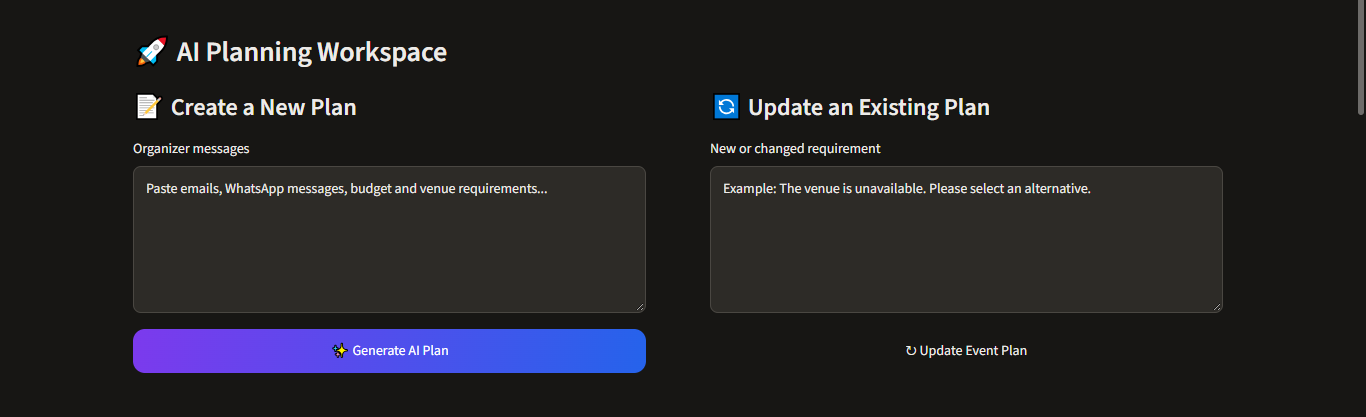 🚀 AI Planning Workspace
📝 Create a New Plan
Organizer messages
Paste emails, WhatsApp messages, budget and venue requirements...
✨ Generate AI Plan
🔄 Update an Existing Plan
New or changed requirement
Example: The venue is unavailable. Please select an alternative.
↻ Update Event Plan